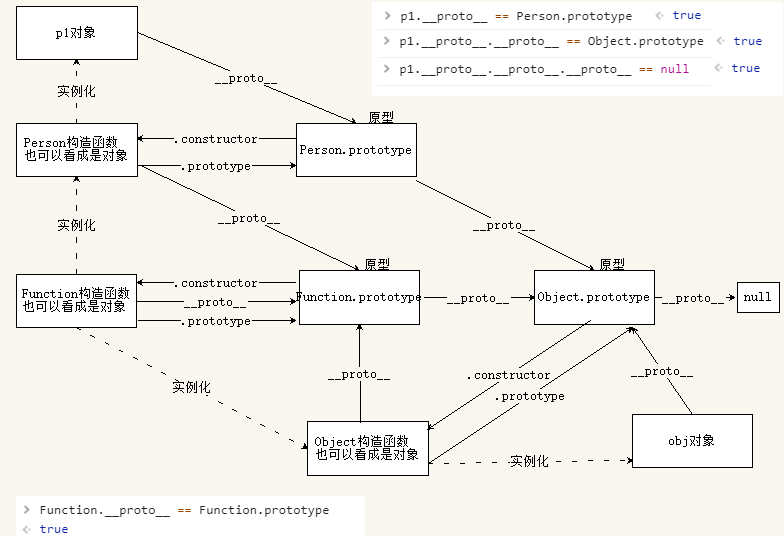 p1对象
> p1.__proto__ == Person.prototype
true
> p1.__proto__.__proto__ == Object.prototype
true
> p1.__proto__.__proto__.__proto__ == null
true
__proto__
实例化
原型
Person构造函数
也可以看成是对象
.constructor
.prototype
Person.prototype
实例化
__proto__
__proto__
原型
原型
Function构造函数
也可以看成是对象
.constructor
__proto__
.prototype
Function.prototype
__proto__
Object.prototype
__proto__
null
实例化
__proto__
.constructor
.prototype
__proto__
Object构造函数
也可以看成是对象
实例化
obj对象
> Function.__proto__ == Function.prototype
true